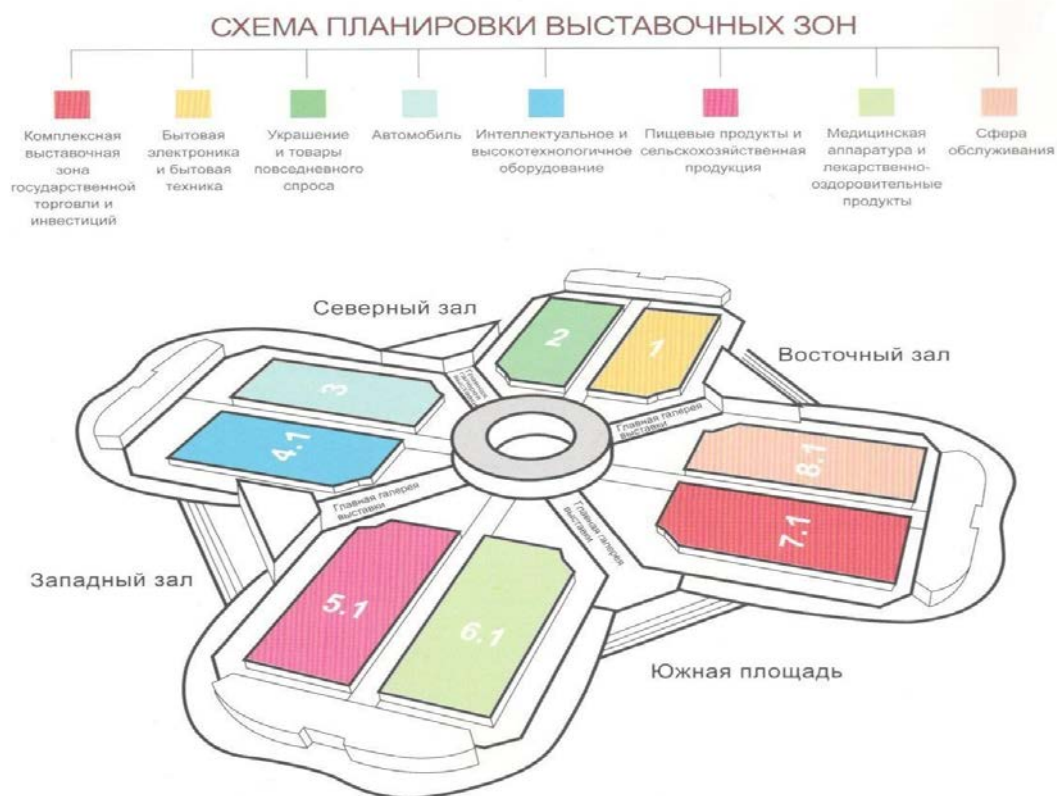 СХЕМА ПЛАНИРОВКИ ВЫСТАВОЧНЫХ ЗОН
Комплексная
выставочная
зона
государственной
торговли и
инвестиций
Бытовая
электроника
и бытовая
техника
Украшение
и товары
повседневного
спроса
Автомобиль
Интеллектуальное и
высокотехнологичное
оборудование
Пищевые продукты и
сельскохозяйственная
продукция
Медицинская
аппаратура и
лекарственно-
оздоровительные
продукты
Сфера
обслуживания
Северный зал
2
1
Восточный зал
3
Главная
галерея
выставки
Главная галерея
выставки
4.1
8.1
Главная галерея
выставки
Главная галерея
выставки
7.1
Западный зал
5.1
6.1
Южная площадь